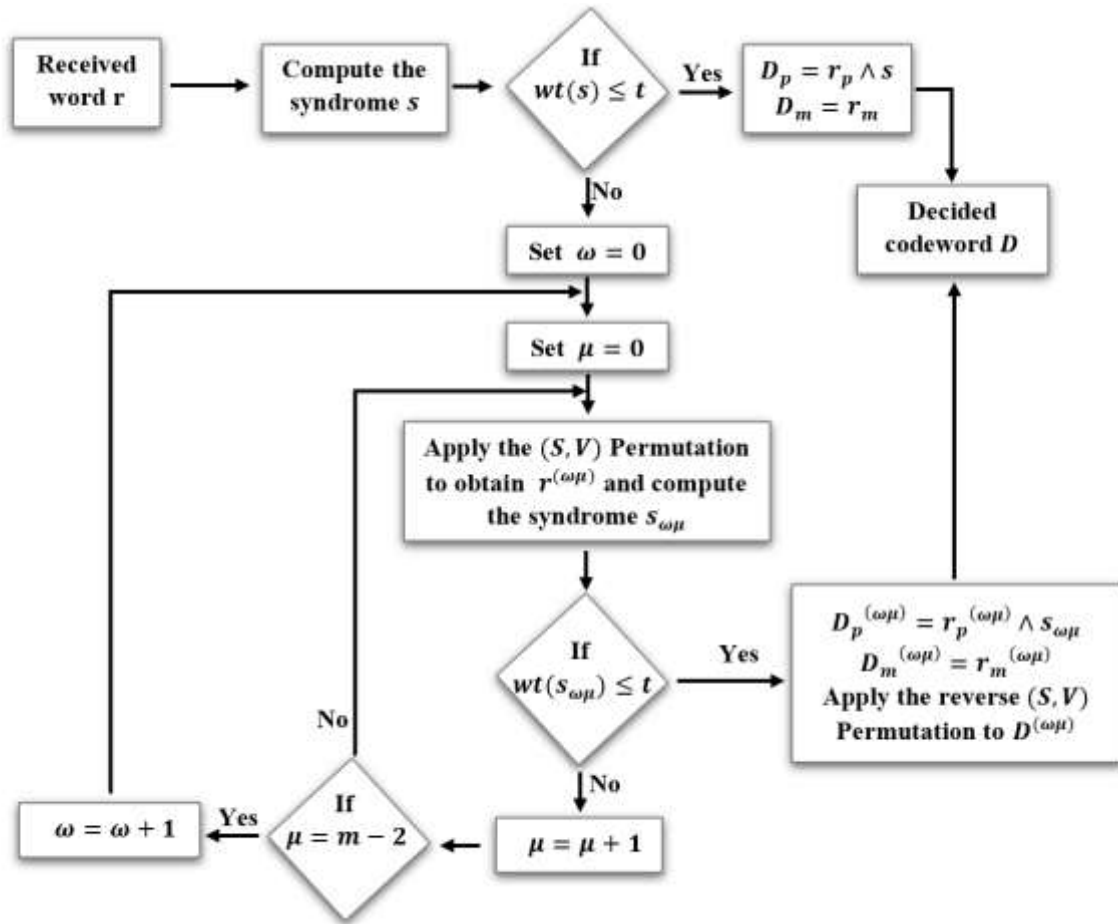 Received
word r
Compute the
syndrome s
If
wt(s) ≤ t
Yes
D_p = r_p ∧ s
D_m = r_m
No
Decided
codeword D
Set ω = 0
Set μ = 0
Apply the (S, V) Permutation
to obtain r^(ωμ) and compute
the syndrome s_ωμ
If
wt(s_ωμ) ≤ t
Yes
D_p^(ωμ) = r_p^(ωμ) ∧ s_ωμ
D_m^(ωμ) = r_m^(ωμ)
Apply the reverse (S, V)
Permutation to D^(ωμ)
No
No
μ = μ + 1
If
μ = m − 2
Yes
ω = ω + 1